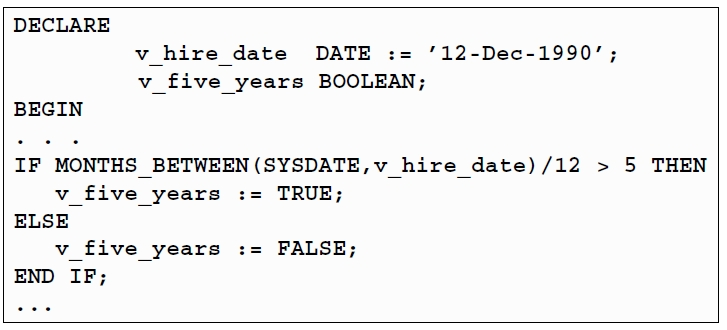 DECLARE
v_hire_date DATE := ’12-Dec-1990’;
v_five_years BOOLEAN;
BEGIN
. . .
IF MONTHS_BETWEEN(SYSDATE,v_hire_date)/12 > 5 THEN
v_five_years := TRUE;
ELSE
v_five_years := FALSE;
END IF;
...